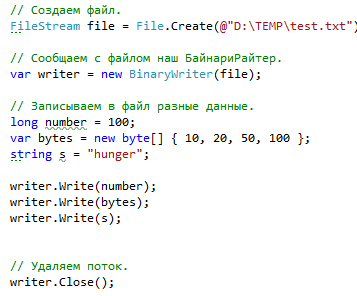 // Создаем файл.
FileStream file = File.Create(@"D:\TEMP\test.txt")
// Сообщаем с файлом наш БайнариРайтер.
var writer = new BinaryWriter(file);
// Записываем в файл разные данные.
long number = 100;
var bytes = new byte[] { 10, 20, 50, 100 };
string s = "hunger";
writer.Write(number);
writer.Write(bytes);
writer.Write(s);
// Удаляем поток.
writer.Close();